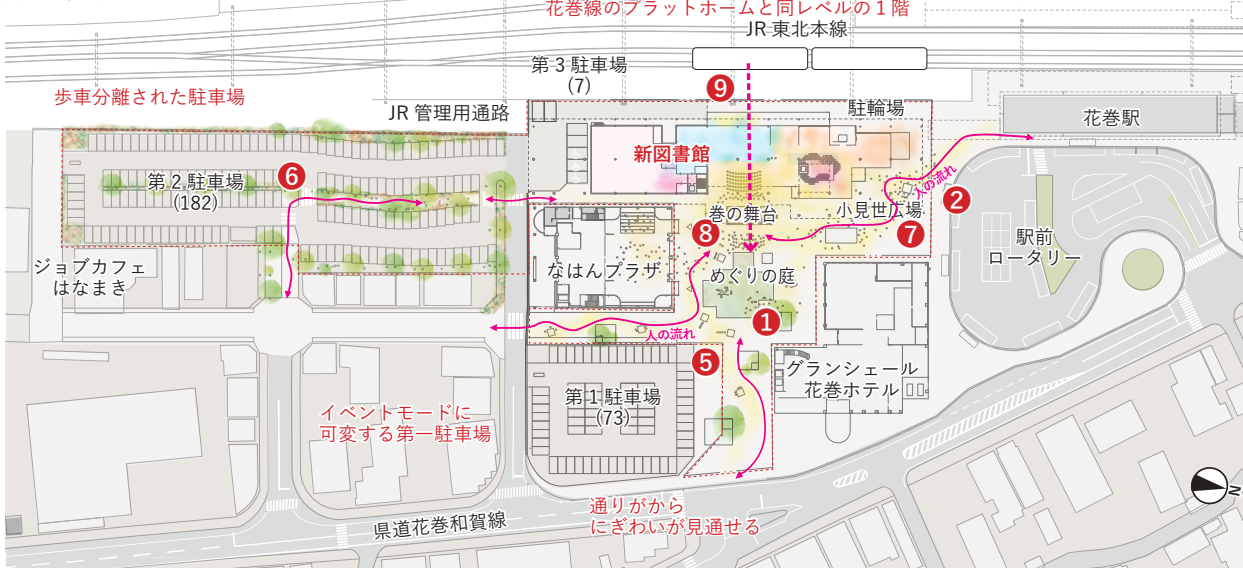 花巻線のプラットホームと同レベルの1階
JR 東北本線
第3駐車場
(7)
9
歩車分離された駐車場
JR 管理用通路
駐輪場
花巻駅
新図書館
第2駐車場
(182)
6
人の流れ
2
巻の舞台
小見世広場
7
8
駅前
ロータリー
ジョブカフェ
はなまき
なはんプラザ
めぐりの庭
1
人の流れ
5
グランシェール
花巻ホテル
第1駐車場
(73)
イベントモードに
可変する第一駐車場
通りがから
にぎわいが見通せる
県道花巻和賀線
N